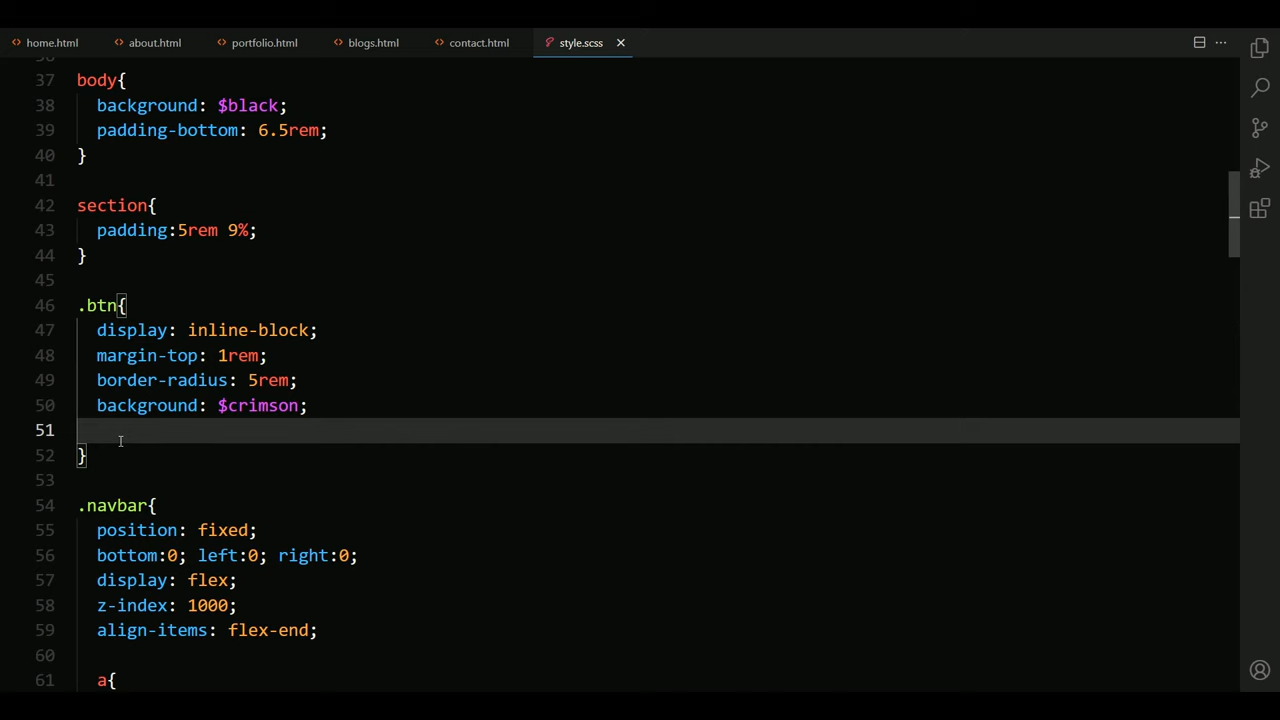 home.html about.html portfolio.html blogs.html contact.html style.scss
37 body{
38 background: $black;
39 padding-bottom: 6.5rem;
40 }
41
42 section{
43 padding:5rem 9%;
44 }
45
46 .btn{
47 display: inline-block;
48 margin-top: 1rem;
49 border-radius: 5rem;
50 background: $crimson;
51
52 }
53
54 .navbar{
55 position: fixed;
56 bottom:0; left:0; right:0;
57 display: flex;
58 z-index: 1000;
59 align-items: flex-end;
60
61 a{